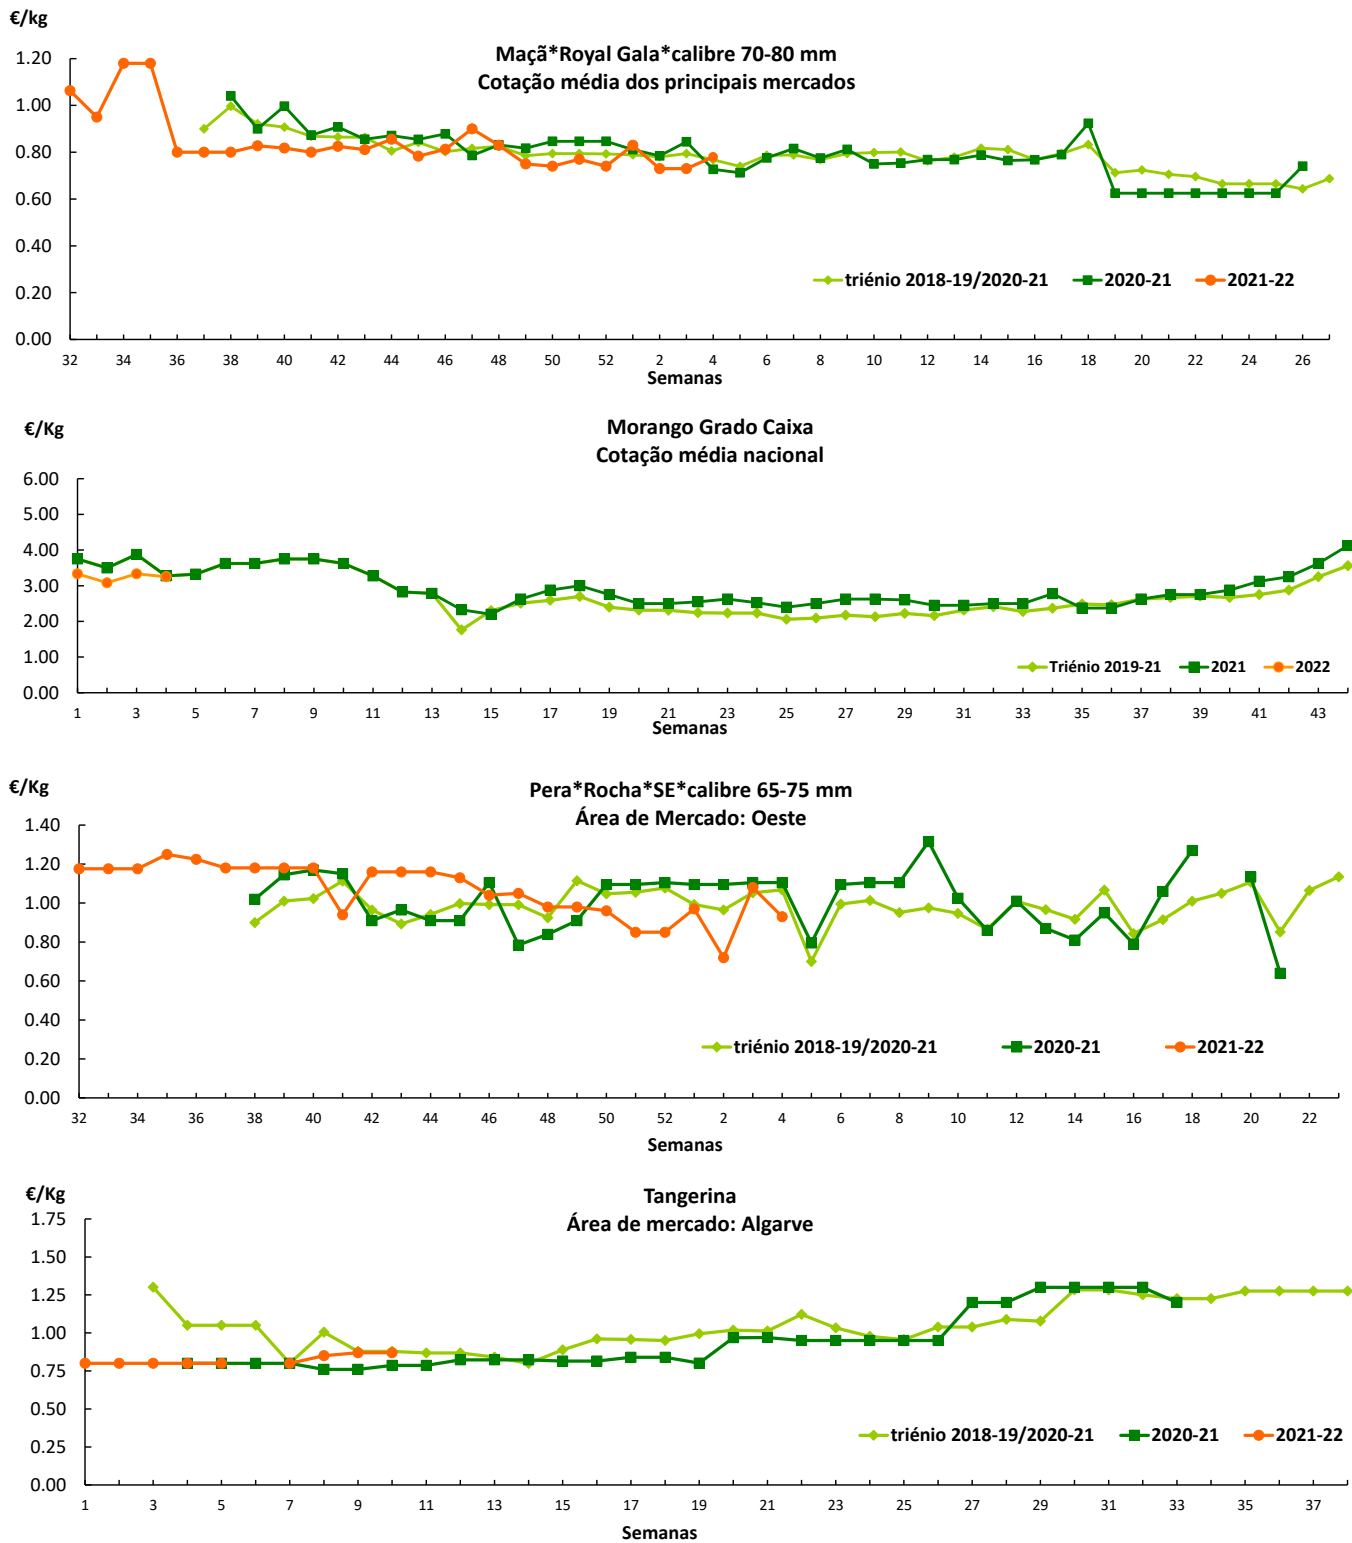 €/kg
Maçã*Royal Gala*calibre 70-80 mm
Cotação média dos principais mercados
1.20
1.00
0.80
0.60
0.40
0.20
0.00
triénio 2018-19/2020-21 2020-21 2021-22
32 34 36 38 40 42 44 46 48 50 52 2 4 6 8 10 12 14 16 18 20 22 24 26
Semanas
€/Kg
Morango Grado Caixa
Cotação média nacional
6.00
5.00
4.00
3.00
2.00
1.00
0.00
Triénio 2019-21 2021 2022
1 3 5 7 9 11 13 15 17 19 21 23 25 27 29 31 33 35 37 39 41 43
Semanas
€/Kg
Pera*Rocha*SE*calibre 65-75 mm
Área de Mercado: Oeste
1.40
1.20
1.00
0.80
0.60
0.40
0.20
0.00
triénio 2018-19/2020-21 2020-21 2021-22
32 34 36 38 40 42 44 46 48 50 52 2 4 6 8 10 12 14 16 18 20 22
Semanas
€/Kg
Tangerina
Área de mercado: Algarve
1.75
1.50
1.25
1.00
0.75
0.50
0.25
0.00
triénio 2018-19/2020-21 2020-21 2021-22
1 3 5 7 9 11 13 15 17 19 21 23 25 27 29 31 33 35 37
Semanas